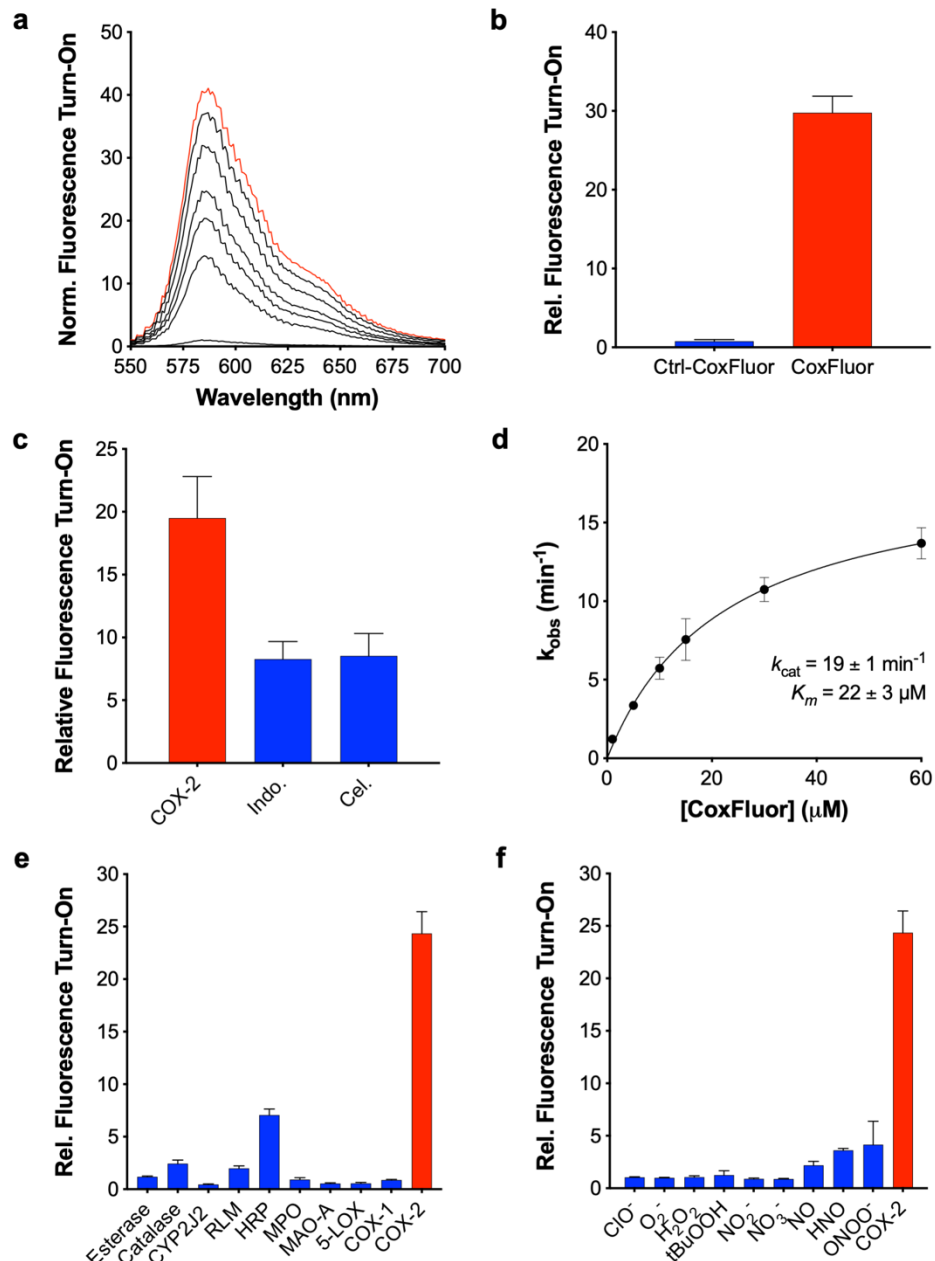 a
Norm. Fluorescence Turn-On
50
40
30
20
10
0
550
575
600
625
650
675
700
Wavelength (nm)
b
Rel. Fluorescence Turn-On
40
30
20
10
0
Ctrl-CoxFluor
CoxFluor
c
Relative Fluorescence Turn-On
25
20
15
10
5
0
COX-2
Indo.
Cel.
d
kobs (min-1)
20
15
10
5
0
kcat = 19 ± 1 min-1
Km = 22 ± 3 μM
0
20
40
60
[CoxFluor] (μM)
e
Rel. Fluorescence Turn-On
30
25
20
15
10
5
0
Esterase
Catalase
CYP2J2
RLM
HRP
MPO
MAO-A
5-LOX
COX-1
COX-2
f
Rel. Fluorescence Turn-On
30
25
20
15
10
5
0
ClO-
O2-
H2O2
tBuOOH
NO2-
NO3-
NO
HNO
ONOO-
COX-2